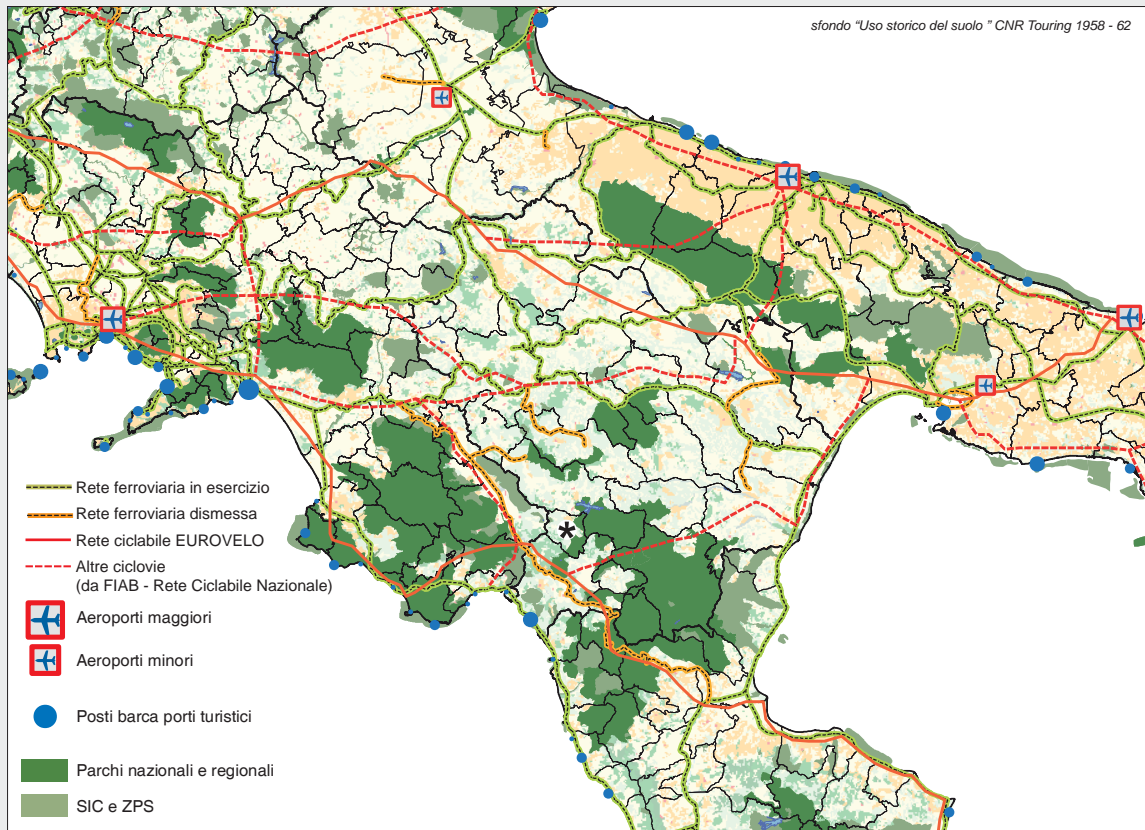 sfondo "Uso storico del suolo " CNR Touring 1958 - 62
Rete ferroviaria in esercizio
Rete ferroviaria dismessa
Rete ciclabile EUROVELO
Altre ciclovie
(da FIAB - Rete Ciclabile Nazionale)
Aeroporti maggiori
Aeroporti minori
Posti barca porti turistici
Parchi nazionali e regionali
SIC e ZPS
*